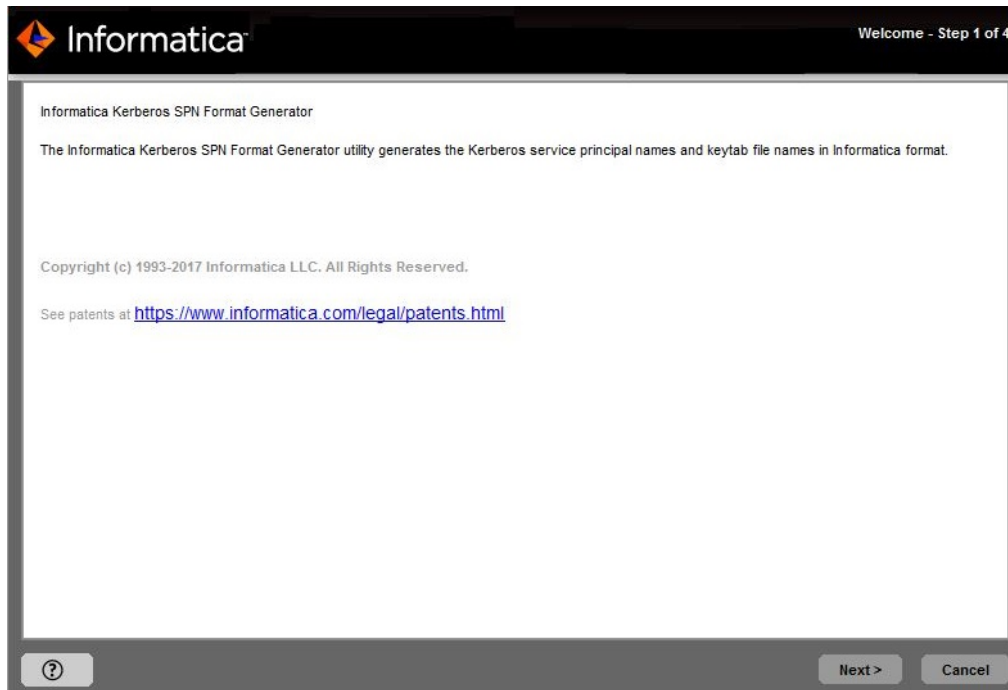 Informatica
Welcome - Step 1 of 4
Informatica Kerberos SPN Format Generator
The Informatica Kerberos SPN Format Generator utility generates the Kerberos service principal names and keytab file names in Informatica format.
Copyright (c) 1993-2017 Informatica LLC. All Rights Reserved.
See patents at https://www.informatica.com/legal/patents.html
?
Next >
Cancel